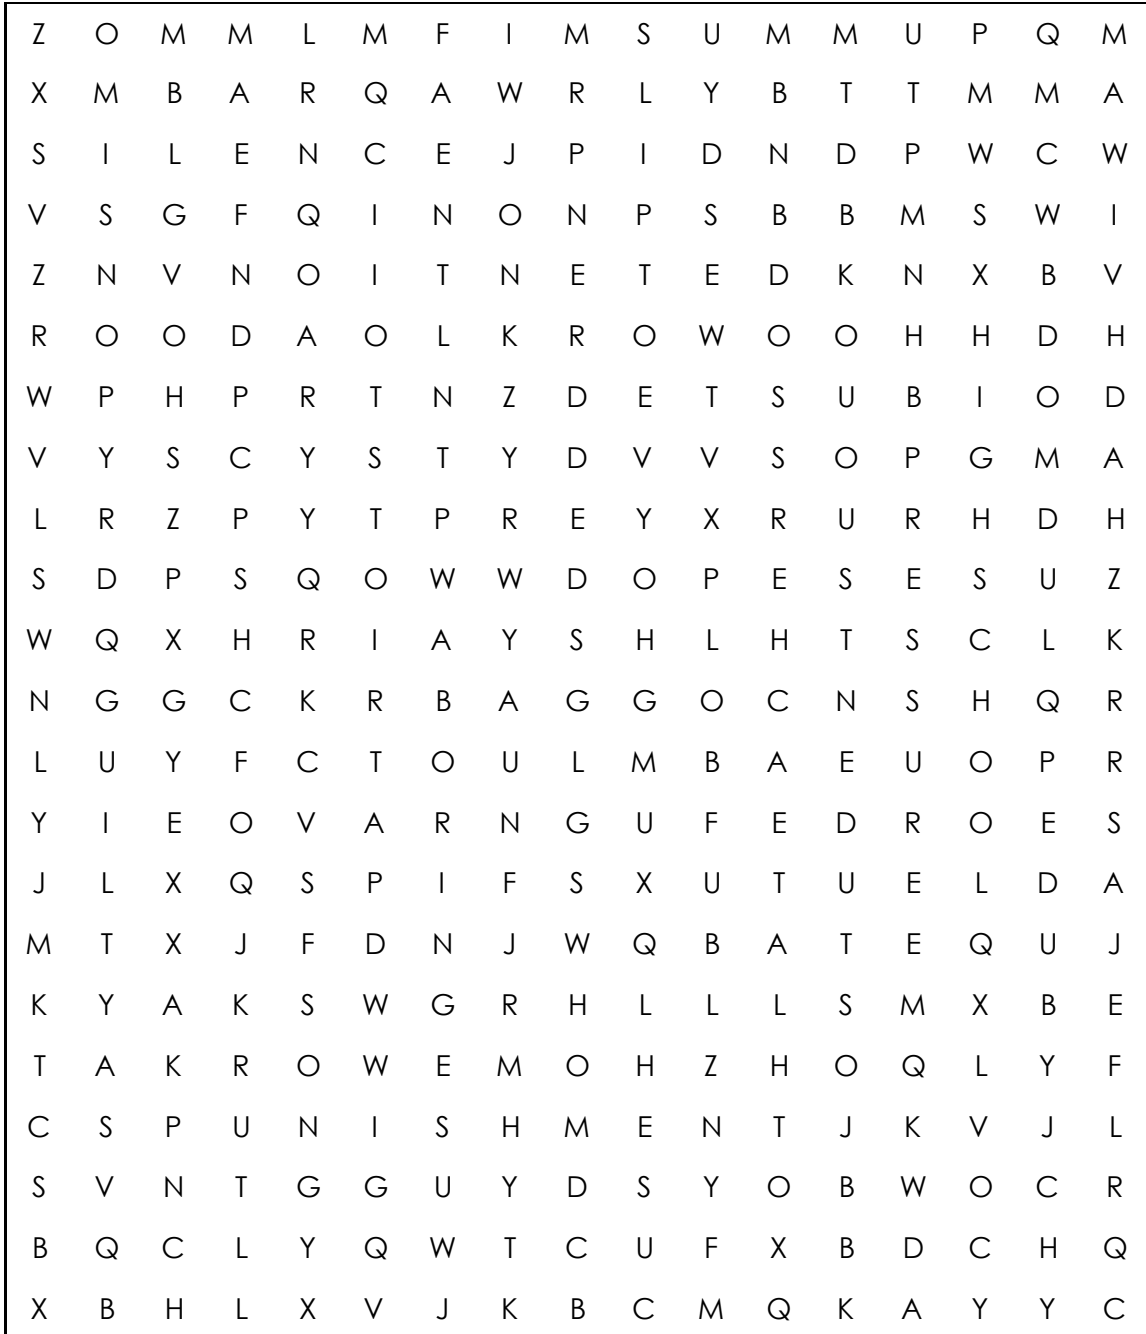 Z O M M L M F I M S U M M U P Q M
X M B A R Q A W R L Y B T T M M A
S I L E N C E J P I D N D P W C W
V S G F Q I N O N P S B B M S W I
Z N V N O I T N E T E D K N X B V
R O O D A O L K R O W O O H H D H
W P H P R T N Z D E T S U B I O D
V Y S C Y S T Y D V V S O P G M A
L R Z P Y T P R E Y X R U R H D H
S D P S Q O W W D O P E S E S U Z
W Q X H R I A Y S H L H T S C L K
N G G C K R B A G G O C N S H Q R
L U Y F C T O U L M B A E U O P R
Y I E O V A R N G U F E D R O E S
J L X Q S P I F S X U T U E L D A
M T X J F D N J W Q B A T E Q U J
K Y A K S W G R H L L L S M X B E
T A K R O W E M O H Z H O Q L Y F
C S P U N I S H M E N T J K V J L
S V N T G G U Y D S Y O B W O C R
B Q C L Y Q W T C U F X B D C H Q
X B H L X V J K B C M Q K A Y Y C